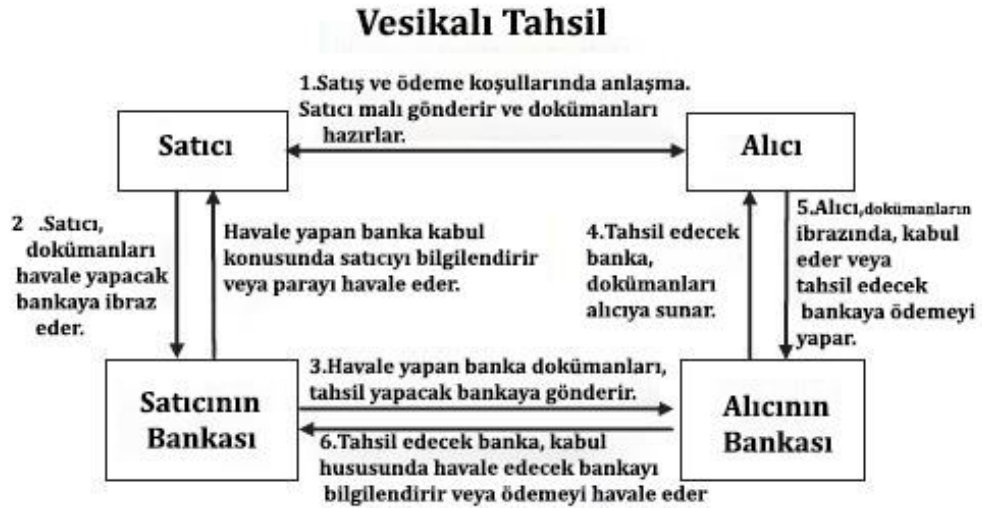 Vesikalı Tahsil
1.Satış ve ödeme koşullarında anlaşma.
Satıcı malı gönderir ve dokümanları
hazırlar.
Satıcı
Alıcı
2 .Satıcı,
dokümanları
havale yapacak
bankaya ibraz
eder.
Havale yapan banka kabul
konusunda satıcıyı bilgilendirir
veya parayı havale eder.
4.Tahsil edecek
banka,
dokümanları
alıcıya sunar.
5.Alıcı,dokümanların
ibrazında, kabul
eder veya
tahsil edecek
bankaya ödemeyi
yapar.
3.Havale yapan banka dokümanları,
tahsil yapacak bankaya gönderir.
Satıcının
Bankası
Alıcının
Bankası
6.Tahsil edecek banka, kabul
hususunda havale edecek bankayı
bilgilendirir veya ödemeyi havale eder